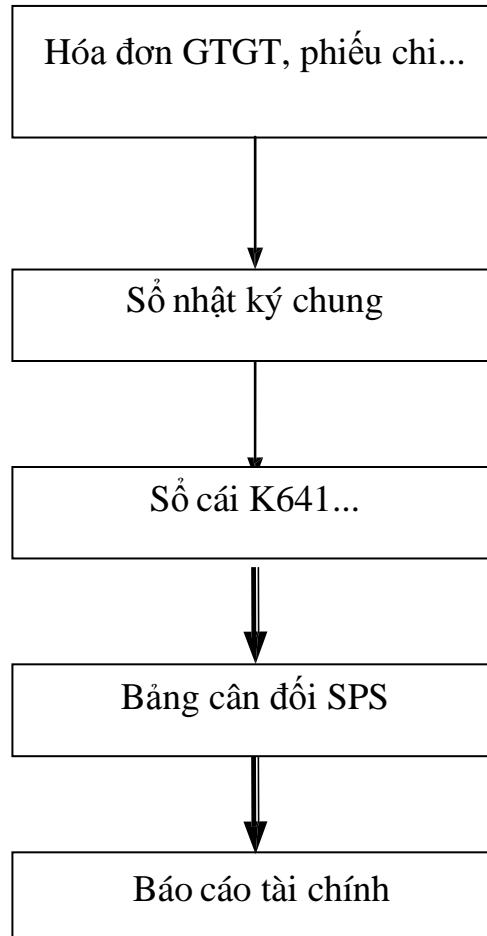 Hóa đơn GTGT, phiếu chi...
Sổ nhật ký chung
Sổ cái K641...
Bảng cân đối SPS
Báo cáo tài chính